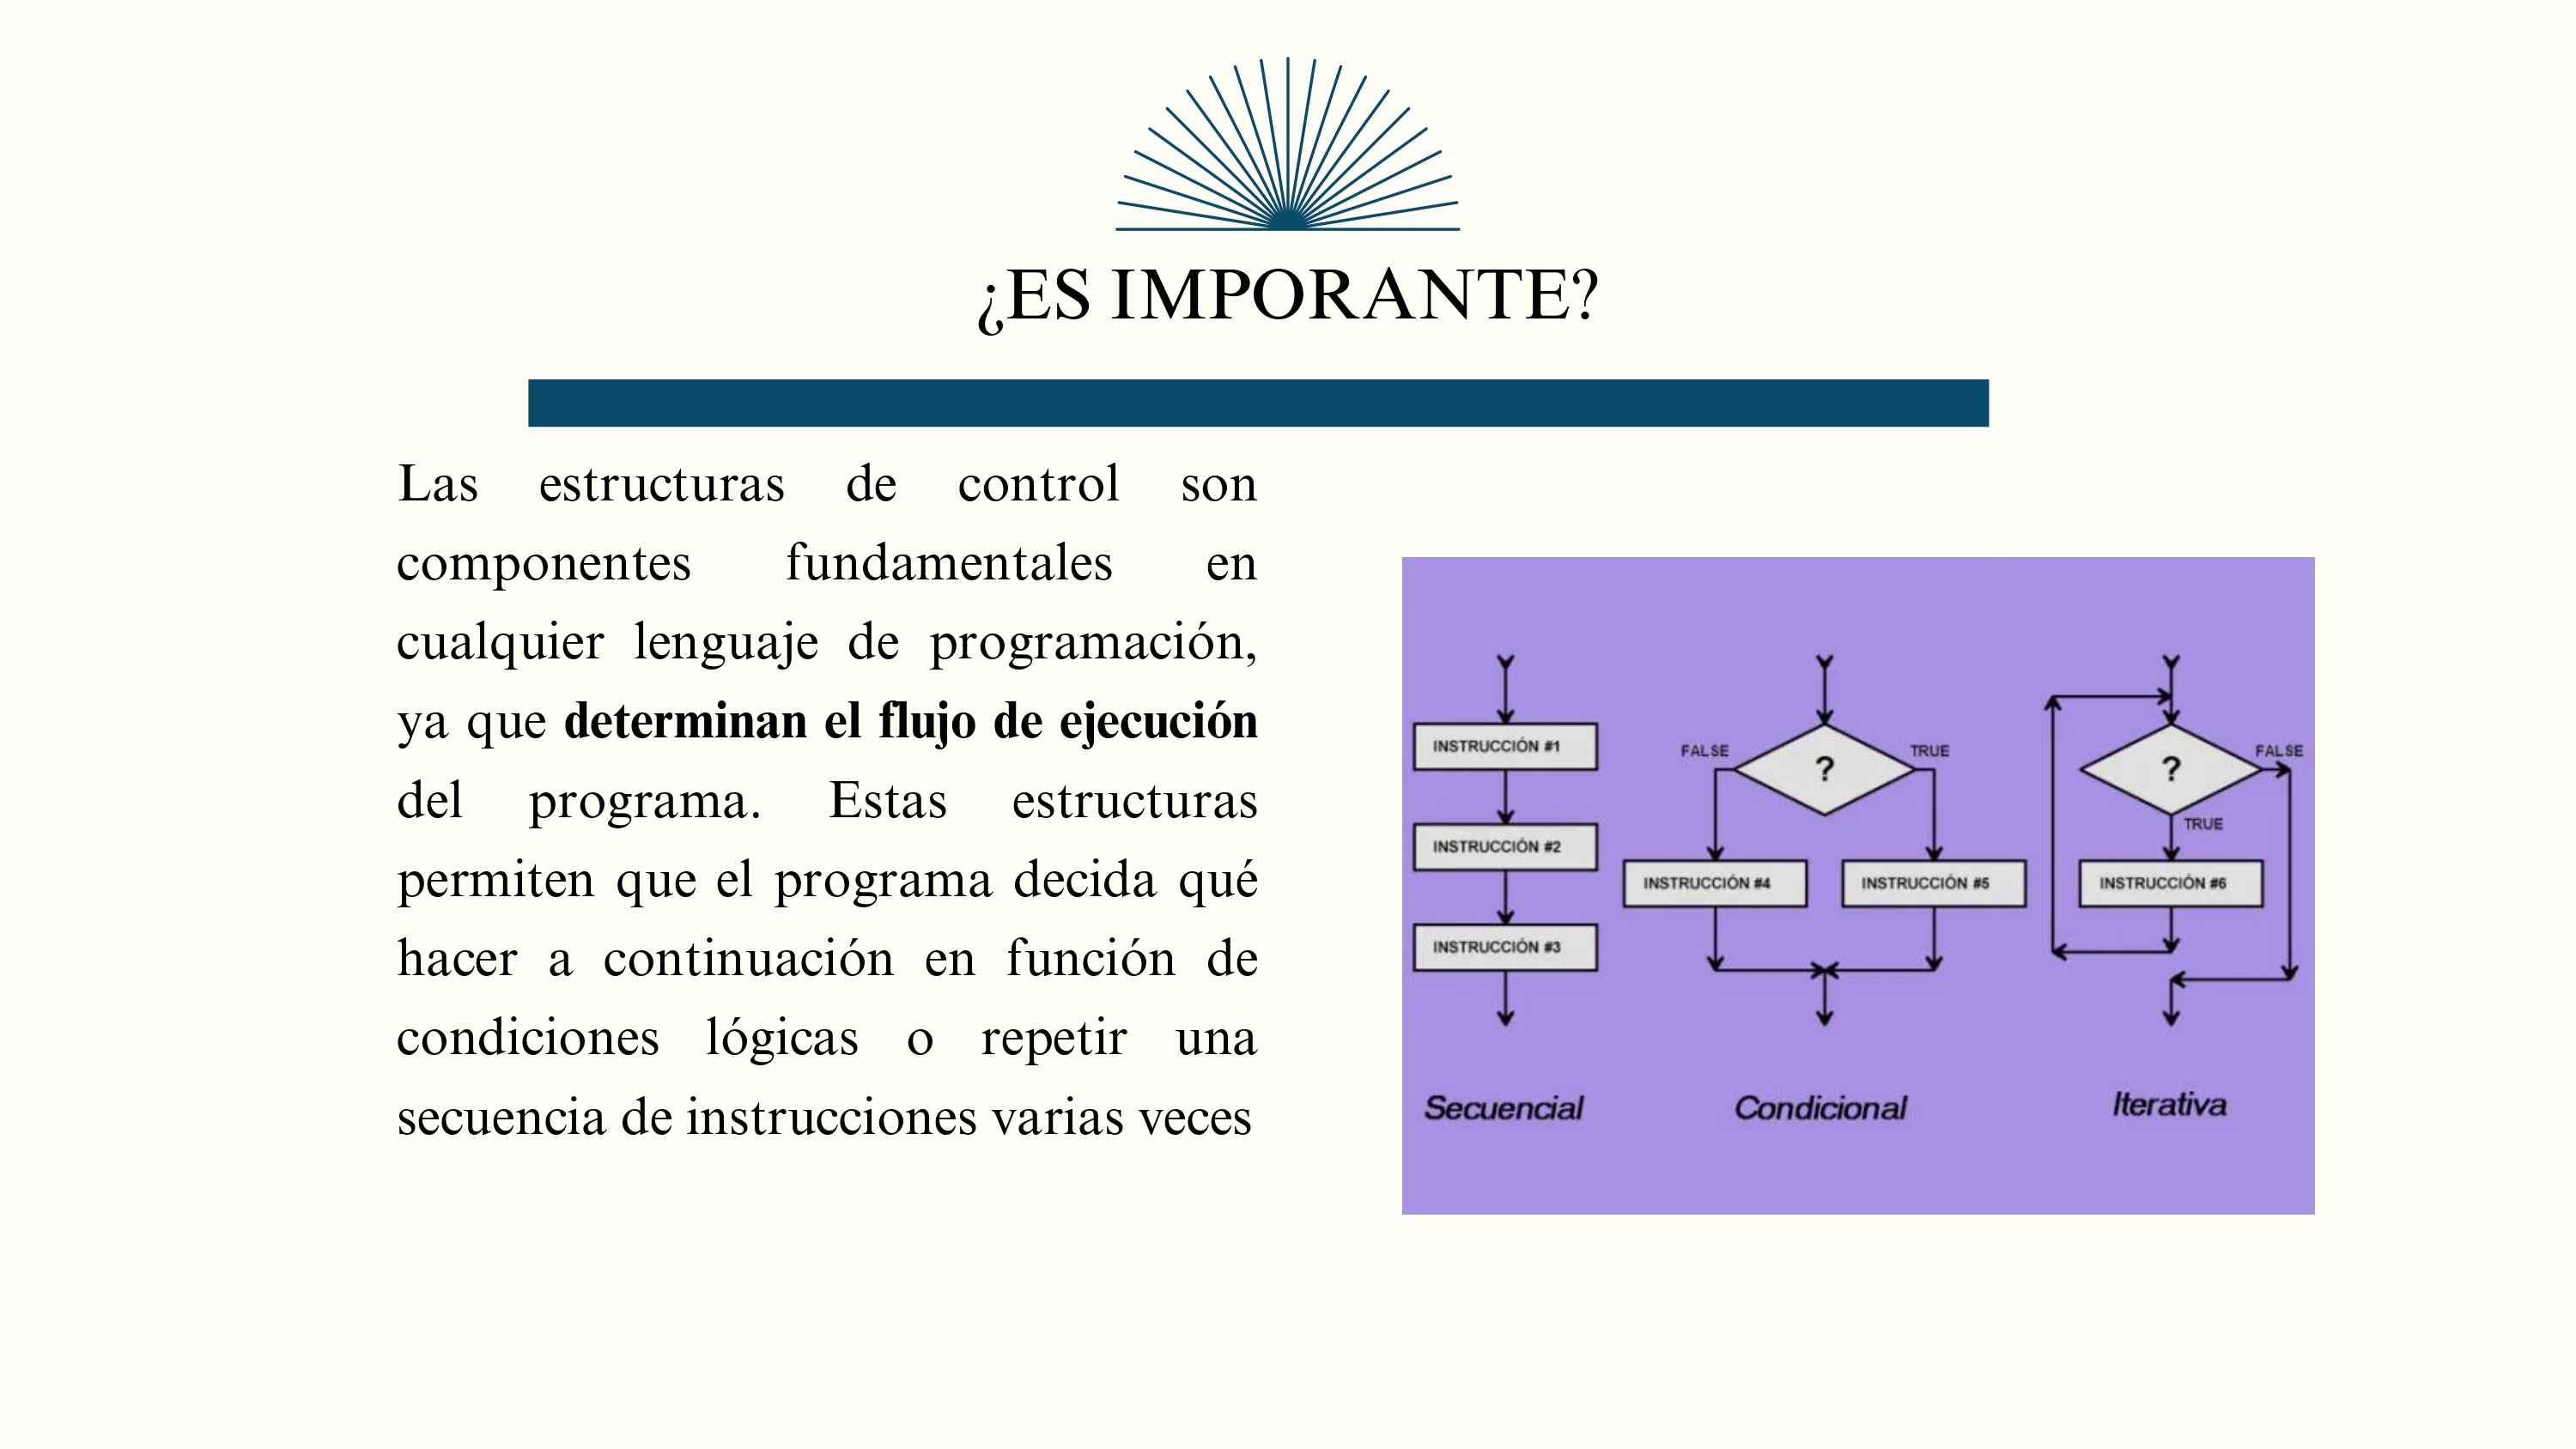 ¿ES IMPORANTE?
Las estructuras de control son
componentes fundamentales en
cualquier lenguaje de programación,
ya que determinan el flujo de ejecución
del programa. Estas estructuras
permiten que el programa decida qué
hacer a continuación en función de
condiciones lógicas o repetir una
secuencia de instrucciones varias veces
INSTRUCCIÓN #1
INSTRUCCIÓN #2
INSTRUCCIÓN #3
Secuencial
FALSE
?
TRUE
INSTRUCCIÓN #4
INSTRUCCIÓN #5
Condicional
?
FALSE
TRUE
INSTRUCCIÓN #6
Iterativa